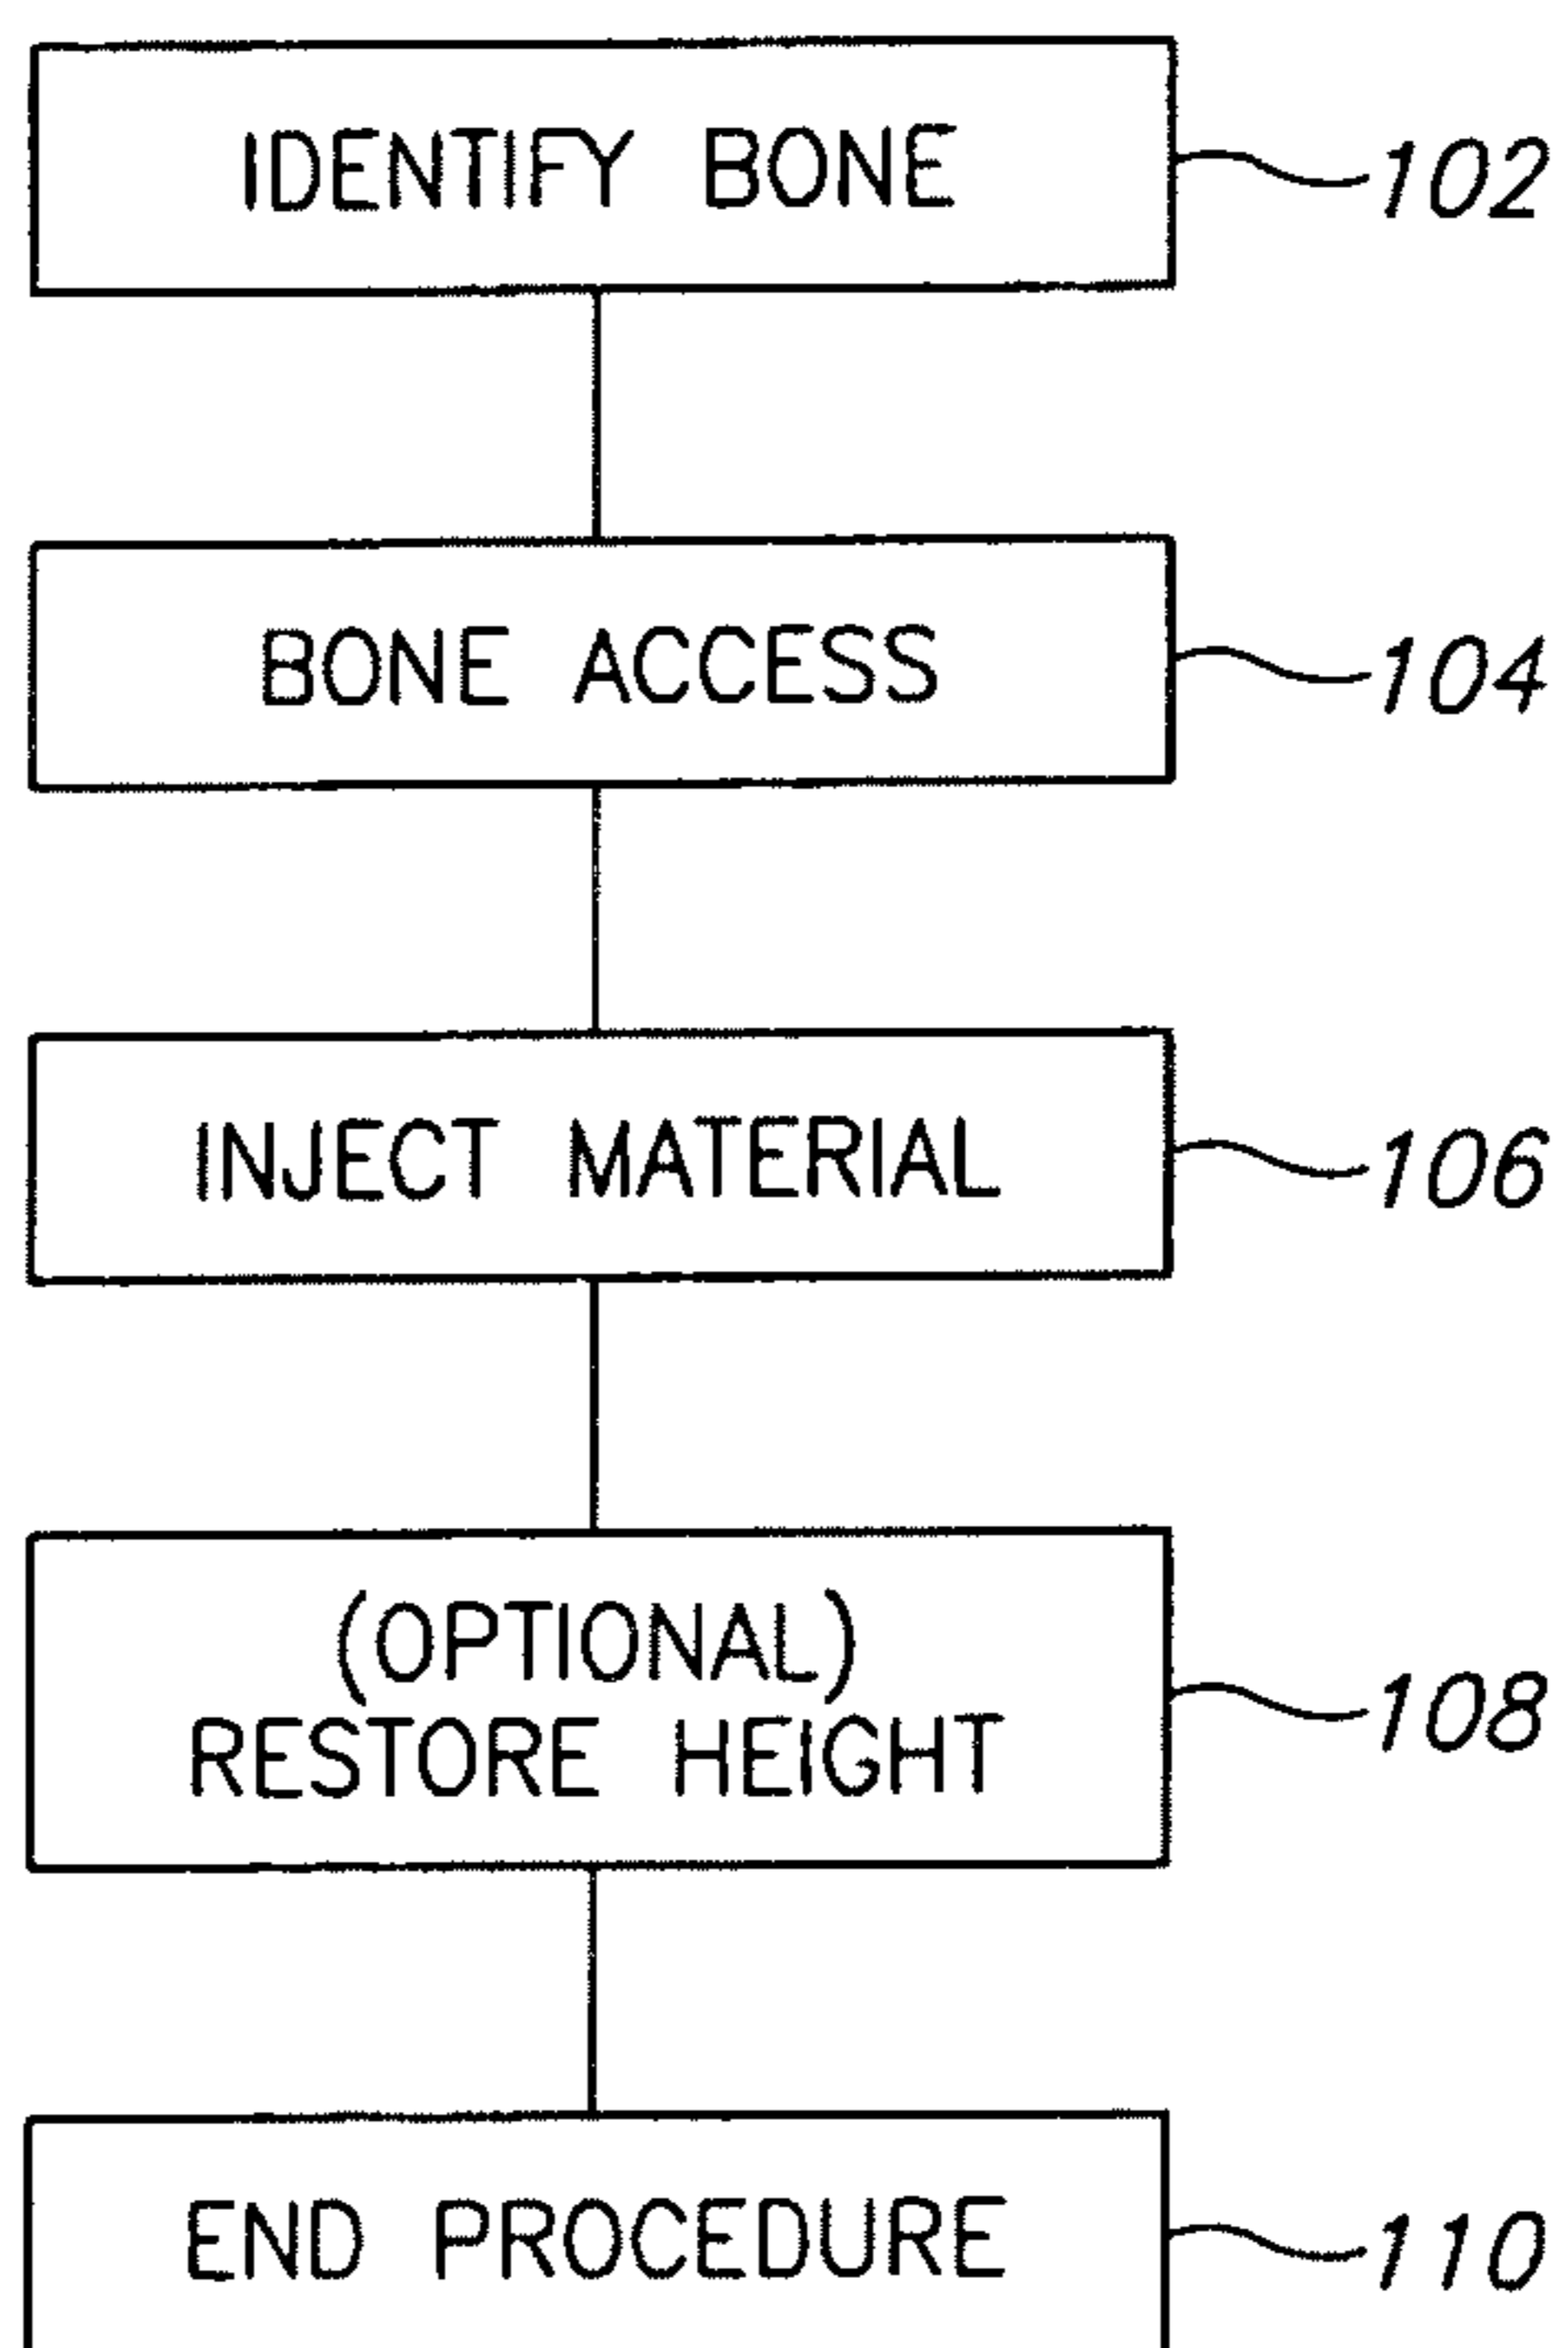 IDENTIFY BONE
102
BONE ACCESS
104
INJECT MATERIAL
106
(OPTIONAL)
RESTORE HEIGHT
108
END PROCEDURE
110